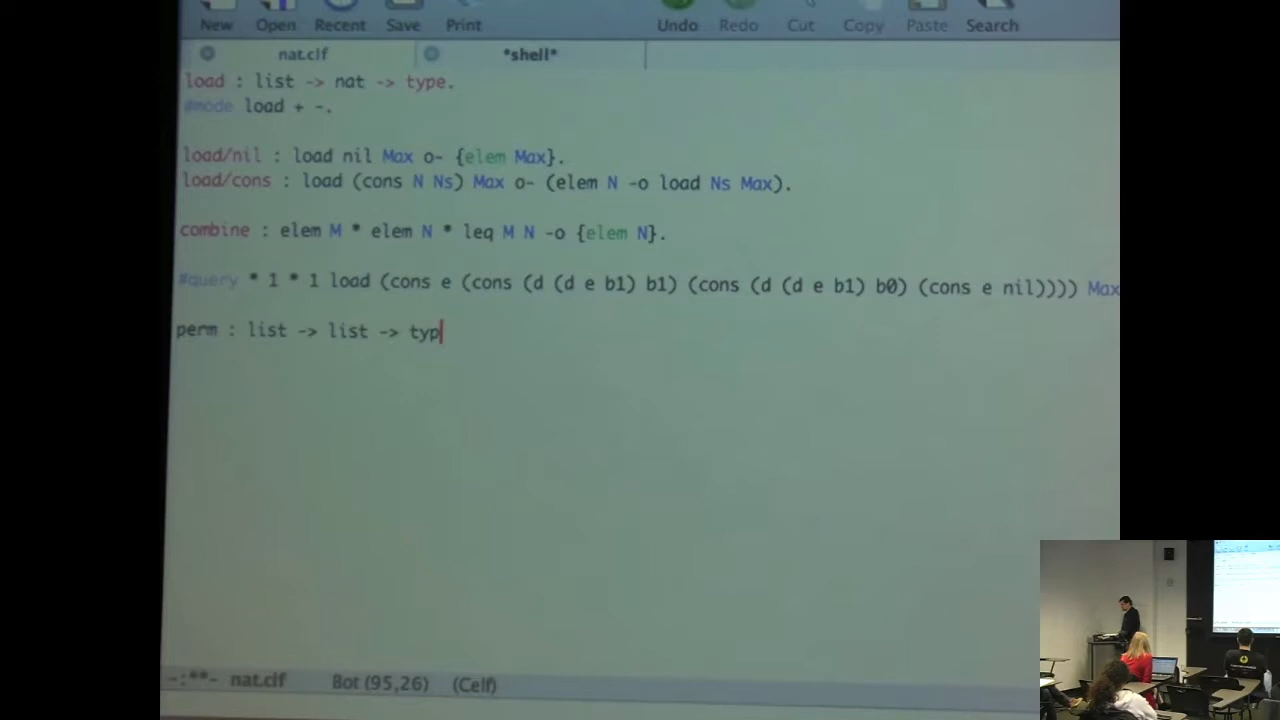 New Open Recent Save Print Undo Redo Cut Copy Paste Search
nat.clf *shell*
load : list -> nat -> type.
#mode load + -.
load/nil : load nil Max o- {elem Max}.
load/cons : load (cons N Ns) Max o- (elem N -o load Ns Max).
combine : elem M * elem N * leq M N -o {elem N}.
#query * 1 * 1 load (cons e (cons (d (d e b1) b1) (cons (d (d e b1) b0) (cons e nil)))) Max
perm : list -> list -> typ
-:**- nat.clf Bot (95,26) (Celf)